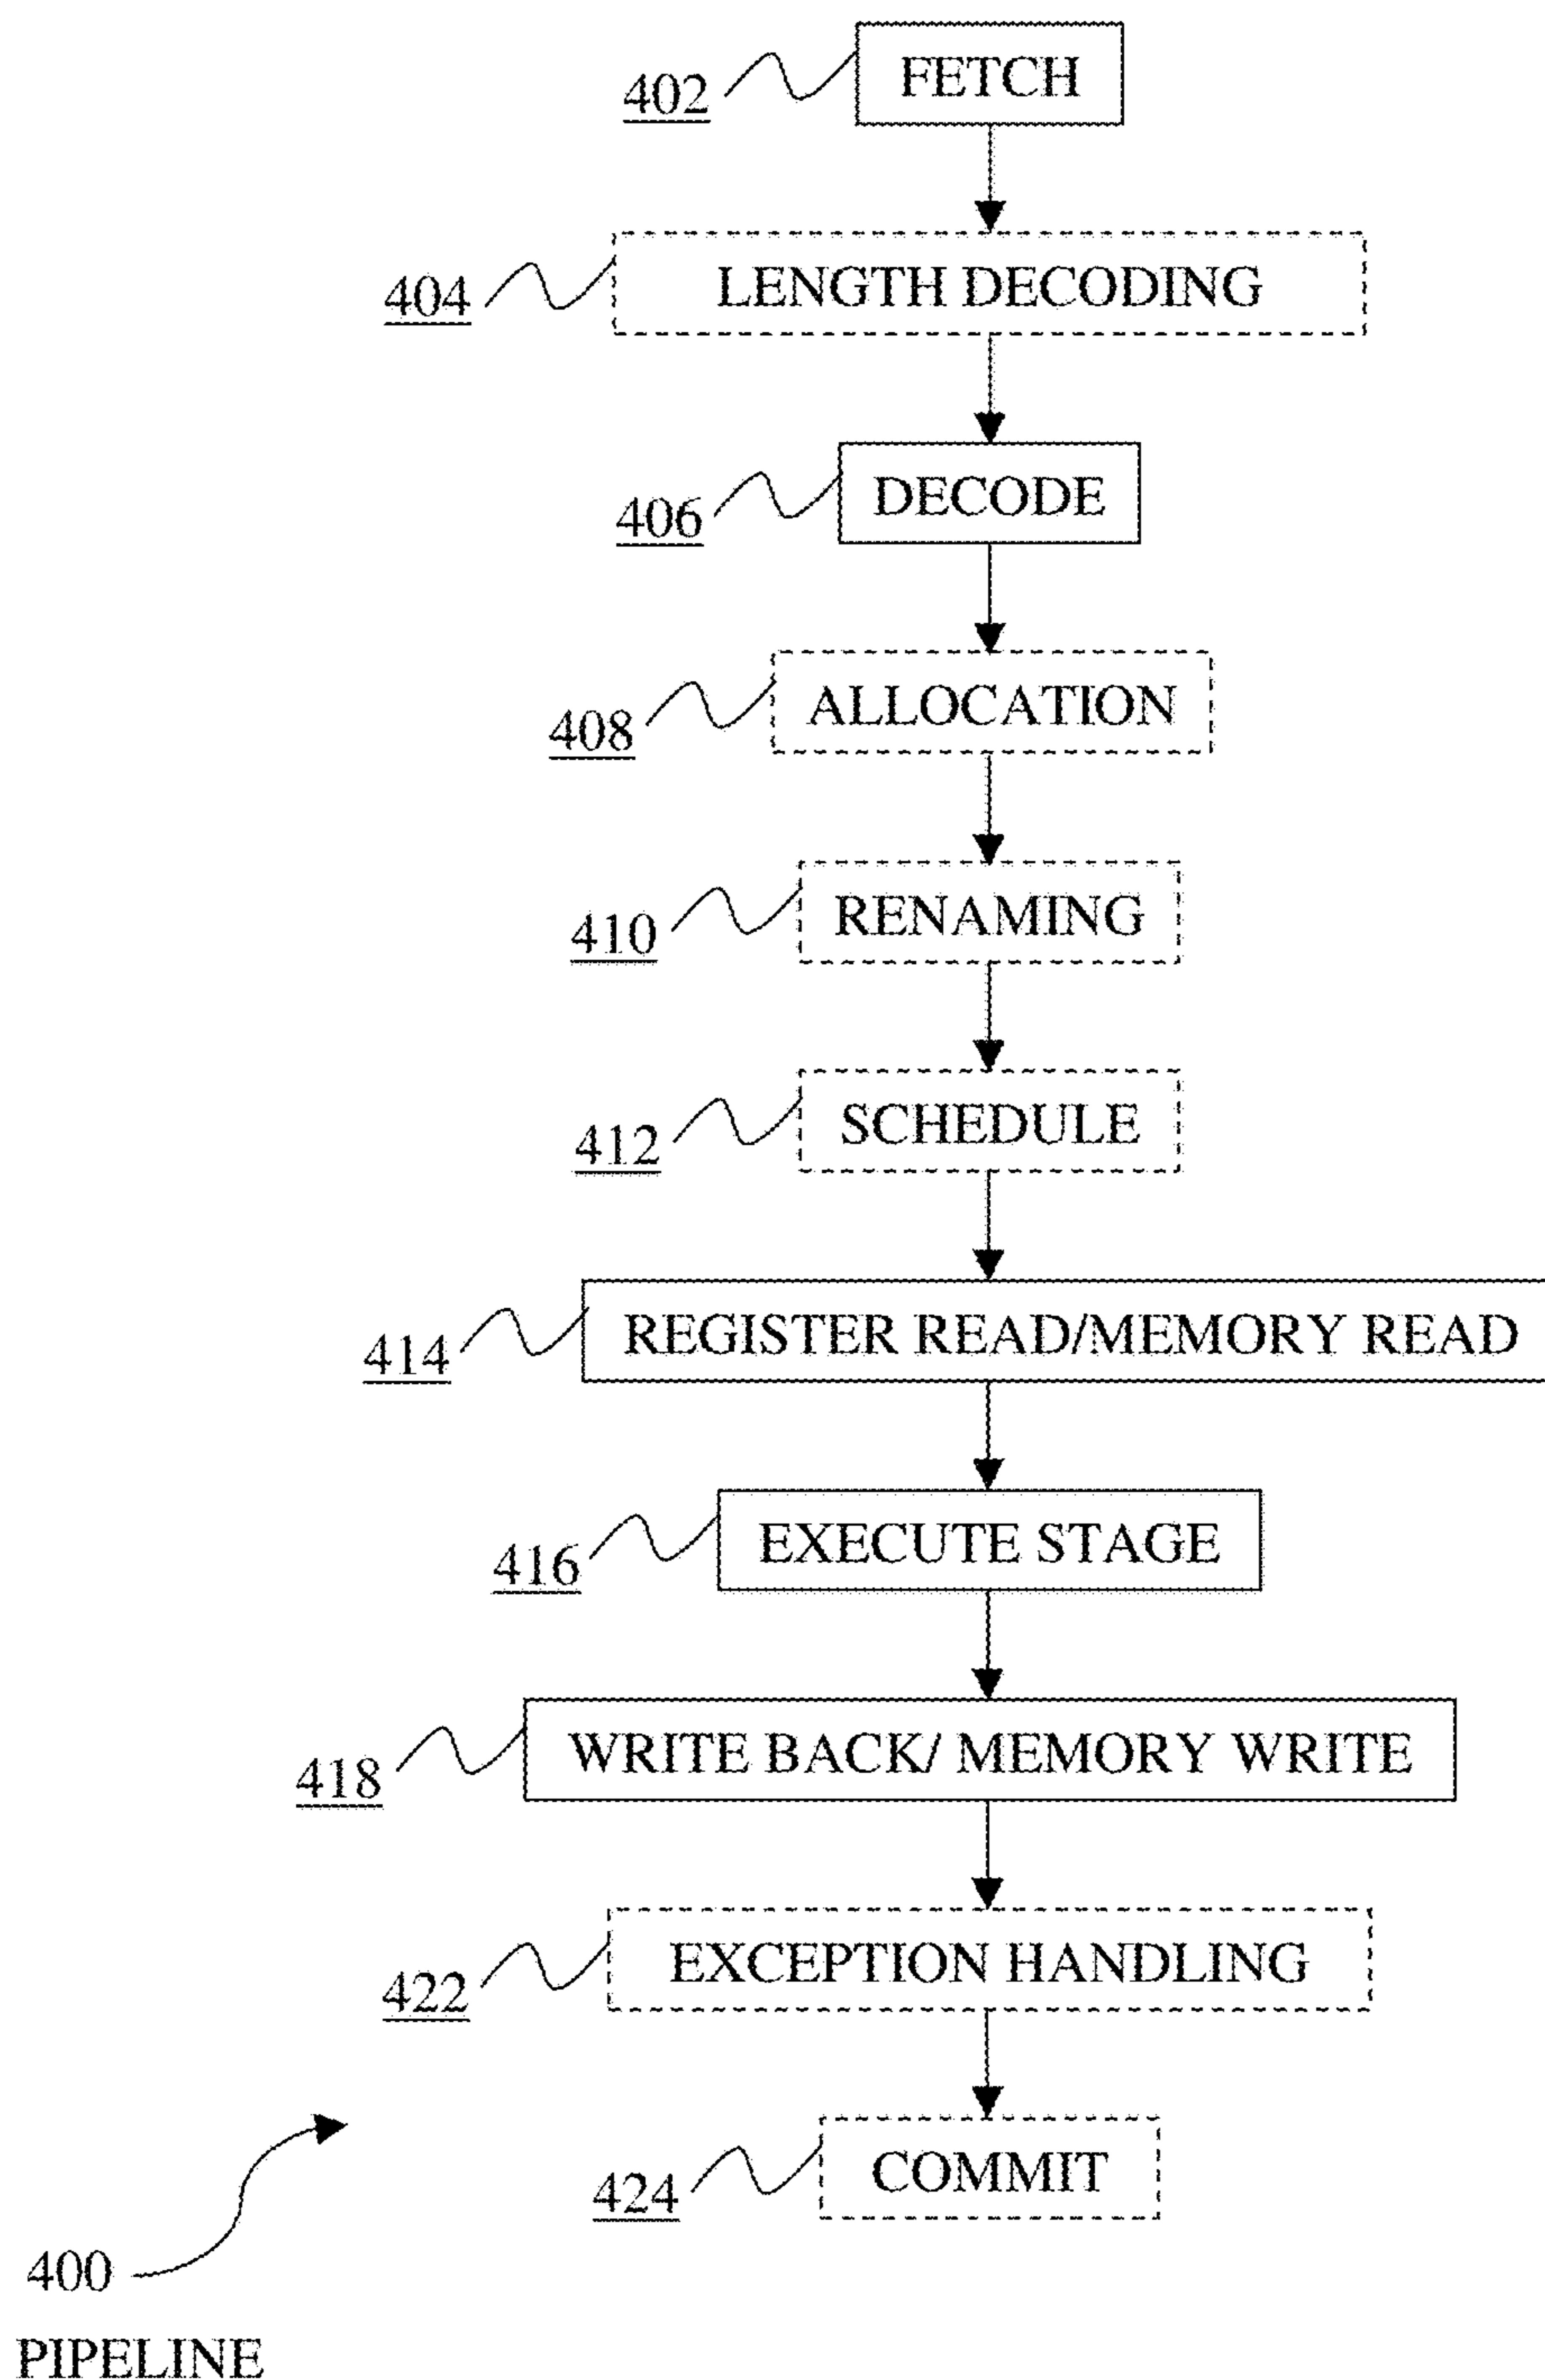 FETCH
402
LENGTH DECODING
404
DECODE
406
ALLOCATION
408
RENAMING
410
SCHEDULE
412
REGISTER READ/MEMORY READ
414
EXECUTE STAGE
416
WRITE BACK/ MEMORY WRITE
418
EXCEPTION HANDLING
422
COMMIT
424
400
PIPELINE